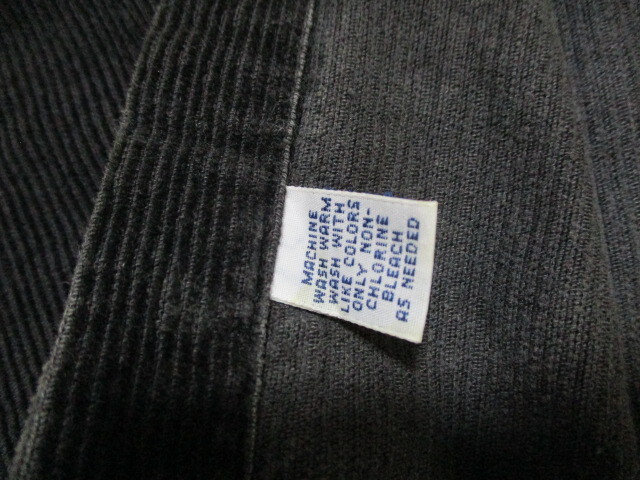 MACHINE
WASH WARM
WASH WITH
LIKE COLORS
ONLY NON-
CHLORINE
BLEACH
AS NEEDED